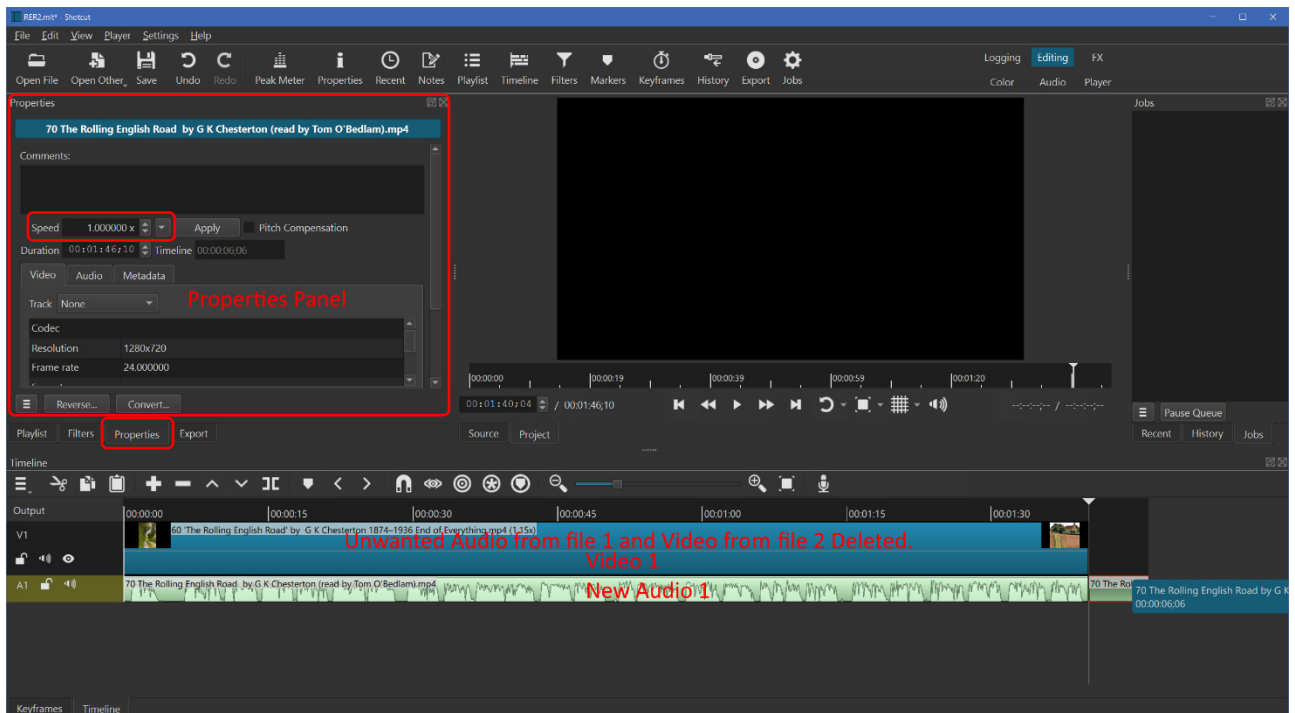 RER2.mlt* - Shotcut
File Edit View Player Settings Help
Open File Open Other Save Undo Redo Peak Meter Properties Recent Notes Playlist Timeline Filters Markers Keyframes History Export Jobs
Logging Editing FX
Color Audio Player
Properties
Jobs
70 The Rolling English Road by G K Chesterton (read by Tom O'Bedlam).mp4
Comments:
Speed 1.000000 x Apply Pitch Compensation
Duration 00:01:46;10 Timeline 00:00:06;06
Video Audio Metadata
Properties Panel
Track None
Codec
Resolution 1280x720
Frame rate 24.000000
Reverse... Convert...
00:00:00 00:00:19 00:00:39 00:00:59 00:01:20
00:01:40;04 / 00:01:46;10
--:--:--;-- / --:--:--;--
Pause Queue
Playlist Filters Properties Export
Source Project
Recent History Jobs
Timeline
Output
00:00:00 00:00:15 00:00:30 00:00:45 00:01:00 00:01:15 00:01:30
V1
60 'The Rolling English Road' by G K Chesterton 1874–1936 End of Everything.mp4 (1.15x)
Unwanted Audio from file 1 and Video from file 2 Deleted.
Video 1
A1
70 The Rolling English Road by G K Chesterton (read by Tom O'Bedlam).mp4
New Audio 1
70 The Rol
70 The Rolling English Road by G K
00:00:06;06
Keyframes Timeline